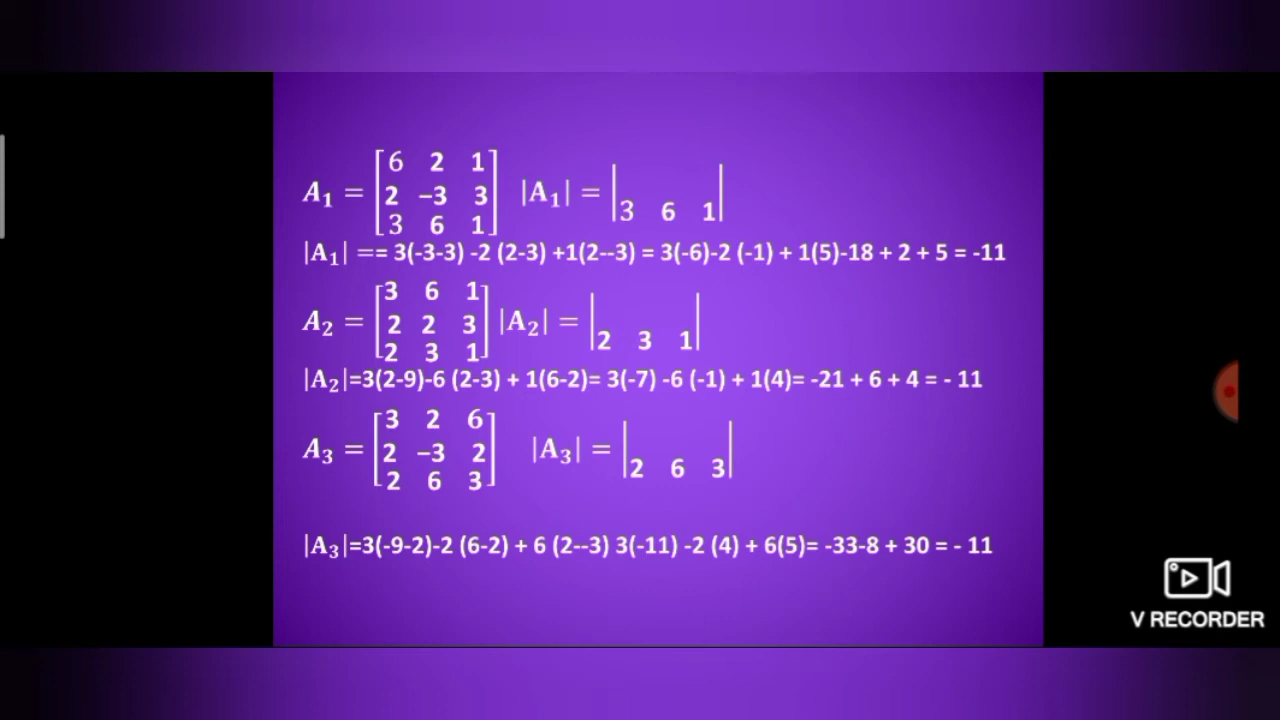 A₁ = [6 2 1
2 −3 3
3 6 1] |A₁| = |3 6 1|
|A₁| == 3(-3-3) -2 (2-3) +1(2--3) = 3(-6)-2 (-1) + 1(5)-18 + 2 + 5 = -11
A₂ = [3 6 1
2 2 3
2 3 1] |A₂| = |2 3 1|
|A₂|=3(2-9)-6 (2-3) + 1(6-2)= 3(-7) -6 (-1) + 1(4)= -21 + 6 + 4 = - 11
A₃ = [3 2 6
2 −3 2
2 6 3] |A₃| = |2 6 3|
|A₃|=3(-9-2)-2 (6-2) + 6 (2--3) 3(-11) -2 (4) + 6(5)= -33-8 + 30 = - 11
V RECORDER